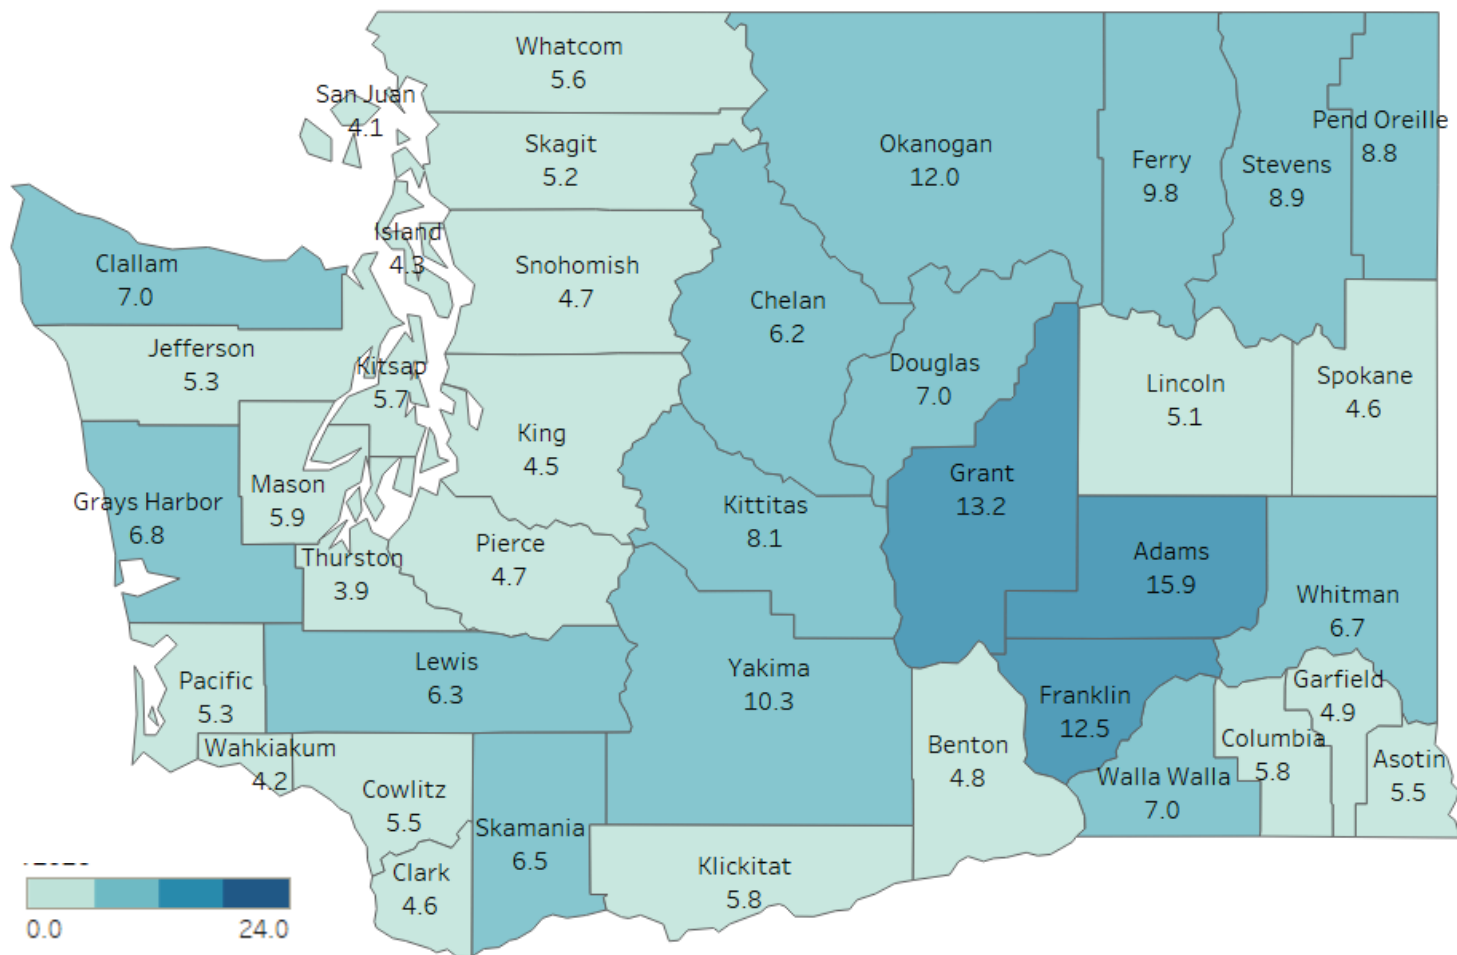 Whatcom
5.6
San Juan
4.1
Skagit
5.2
Okanogan
12.0
Ferry
9.8
Stevens
8.9
Pend Oreille
8.8
Island
4.3
Clallam
7.0
Snohomish
4.7
Chelan
6.2
Jefferson
5.3
Kitsap
5.7
Douglas
7.0
Lincoln
5.1
Spokane
4.6
King
4.5
Grant
13.2
Mason
5.9
Grays Harbor
6.8
Kittitas
8.1
Pierce
4.7
Thurston
3.9
Adams
15.9
Whitman
6.7
Lewis
6.3
Yakima
10.3
Pacific
5.3
Franklin
12.5
Garfield
4.9
Wahkiakum
4.2
Benton
4.8
Columbia
5.8
Asotin
5.5
Walla Walla
7.0
Cowlitz
5.5
Skamania
6.5
Klickitat
5.8
Clark
4.6
0.0
24.0